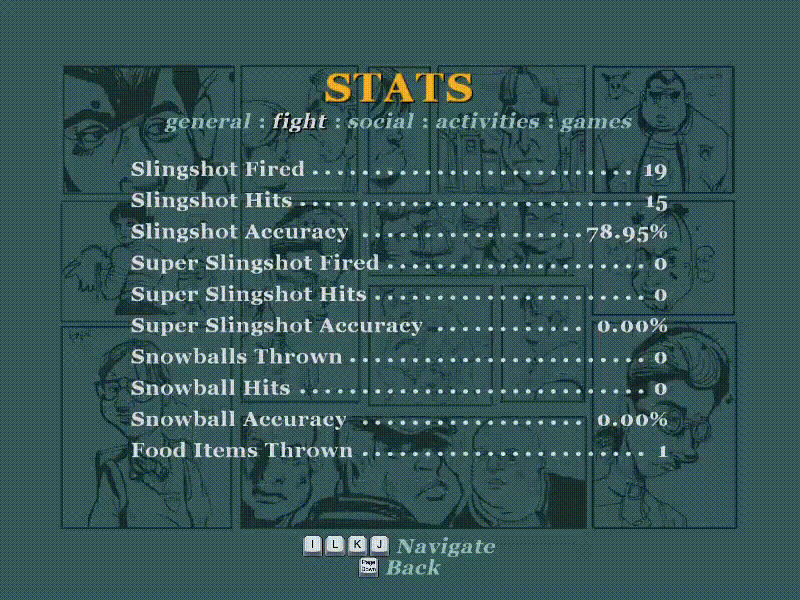 STATS
general : fight : social : activities : games
Slingshot Fired ........................... 19
Slingshot Hits ............................ 15
Slingshot Accuracy ..................78.95%
Super Slingshot Fired ..................... 0
Super Slingshot Hits ...................... 0
Super Slingshot Accuracy ............ 0.00%
Snowballs Thrown ........................ 0
Snowball Hits ............................ 0
Snowball Accuracy .................. 0.00%
Food Items Thrown ....................... 1
I L K J Navigate
Page Down Back